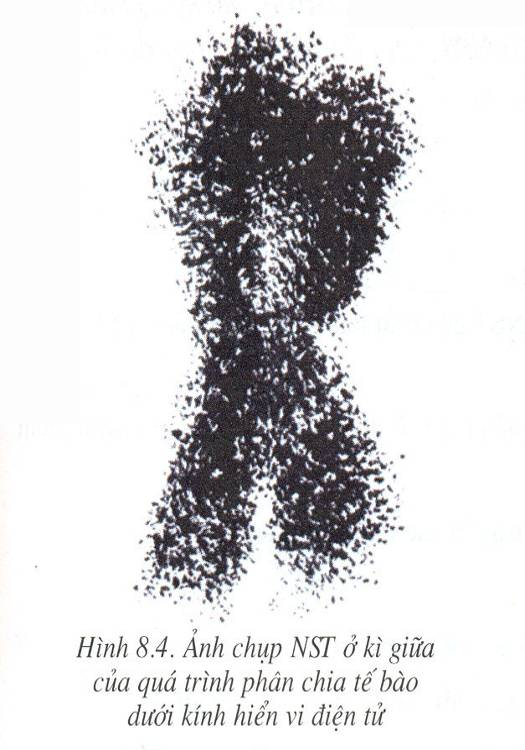 Hình 8.4. Ảnh chụp NST ở kì giữa
của quá trình phân chia tế bào
dưới kính hiển vi điện tử